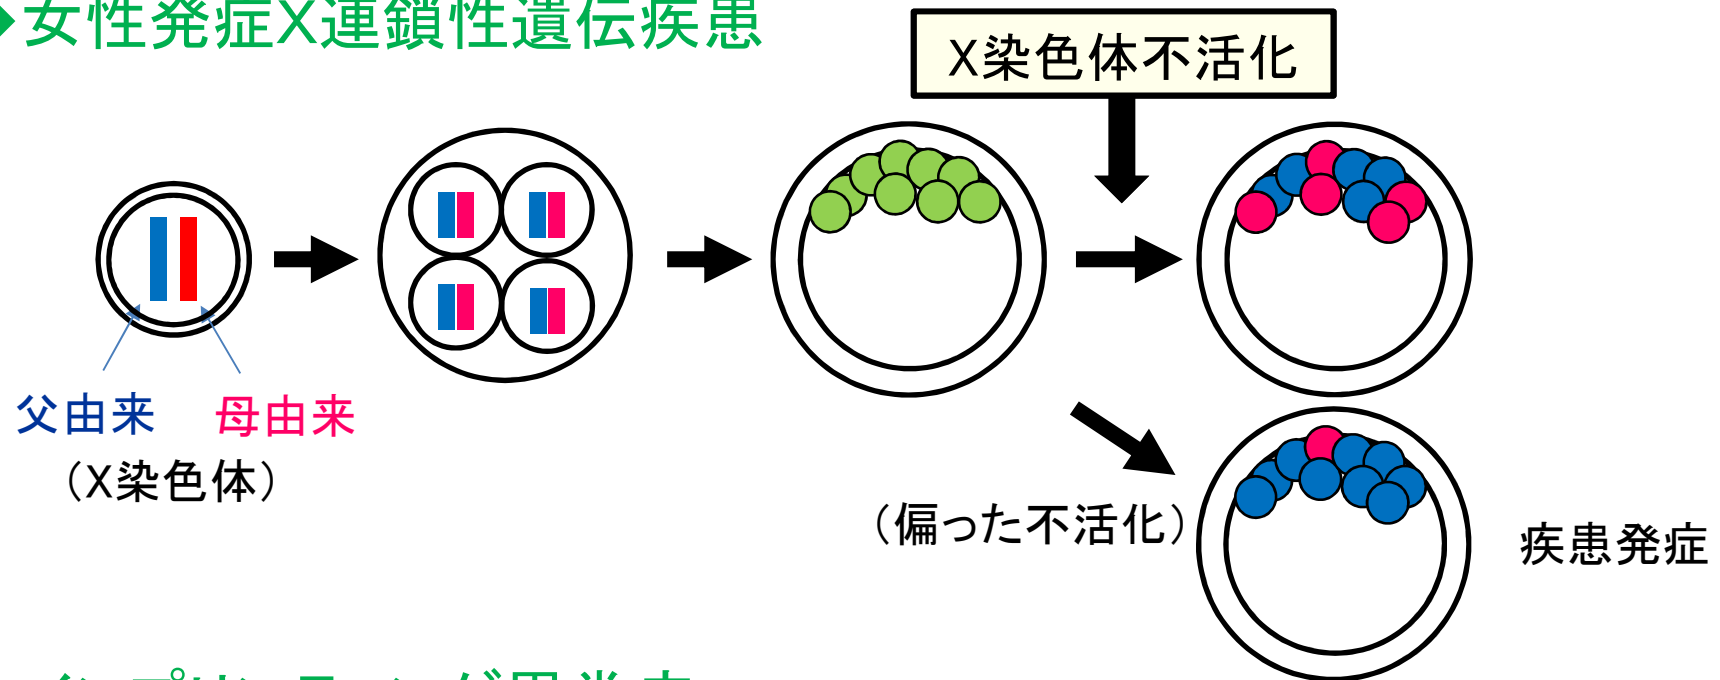 ◆女性発症X連鎖性遺伝疾患
X染色体不活化
父由来 母由来
（X染色体）
（偏った不活化）
疾患発症